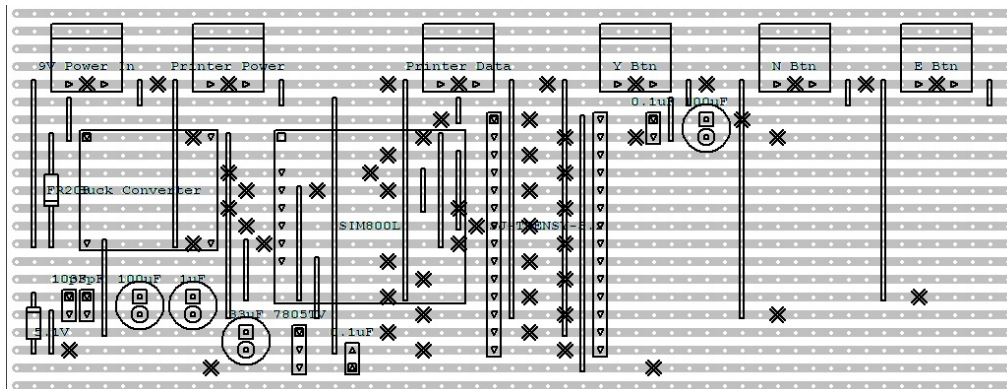 9V Power In
Printer Power
Printer Data
Y Btn
N Btn
E Btn
0.1uF
Buck Converter
SIM800L
100uF
1uF
33uF
7805TV
5.1V
0.1uF